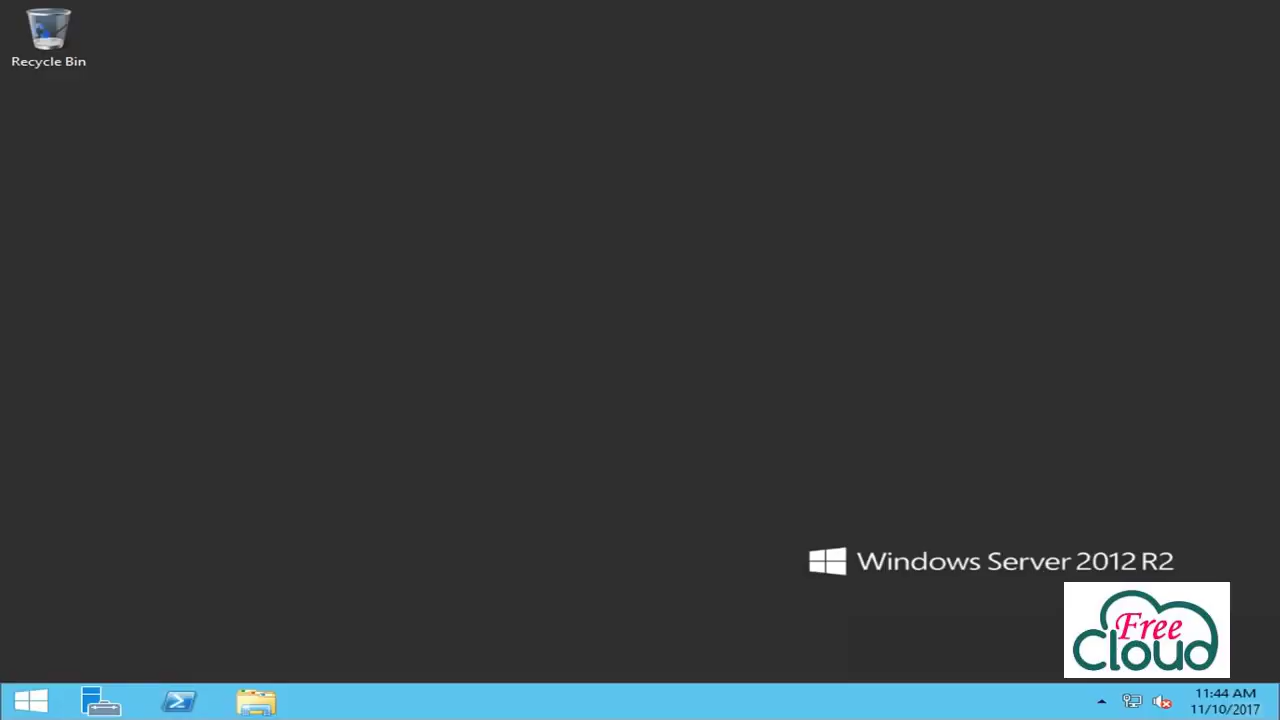 Recycle Bin
Windows Server 2012 R2
Free
Cloud
11:44 AM
11/10/2017